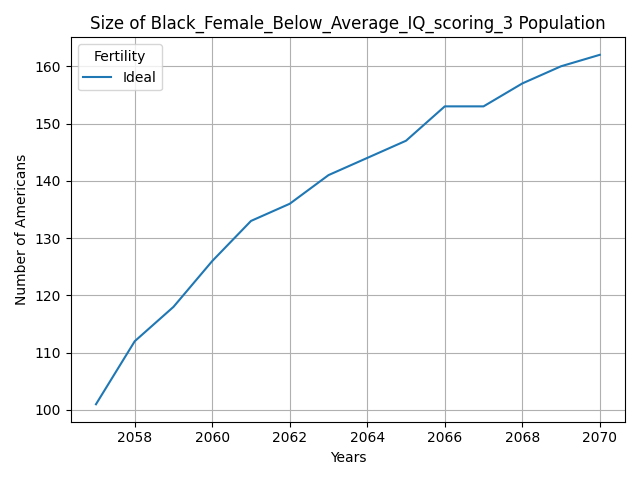 Size of Black_Female_Below_Average_IQ_scoring_3 Population
Fertility
Ideal
Number of Americans
160
150
140
130
120
110
100
2058 2060 2062 2064 2066 2068 2070
Years